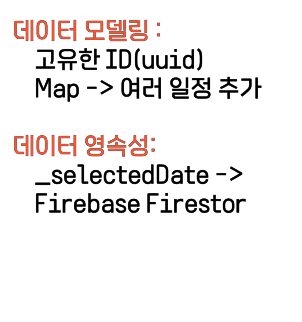 데이터 모델링 :
고유한 ID(uuid)
Map -> 여러 일정 추가
데이터 영속성:
_selectedDate ->
Firebase Firestor